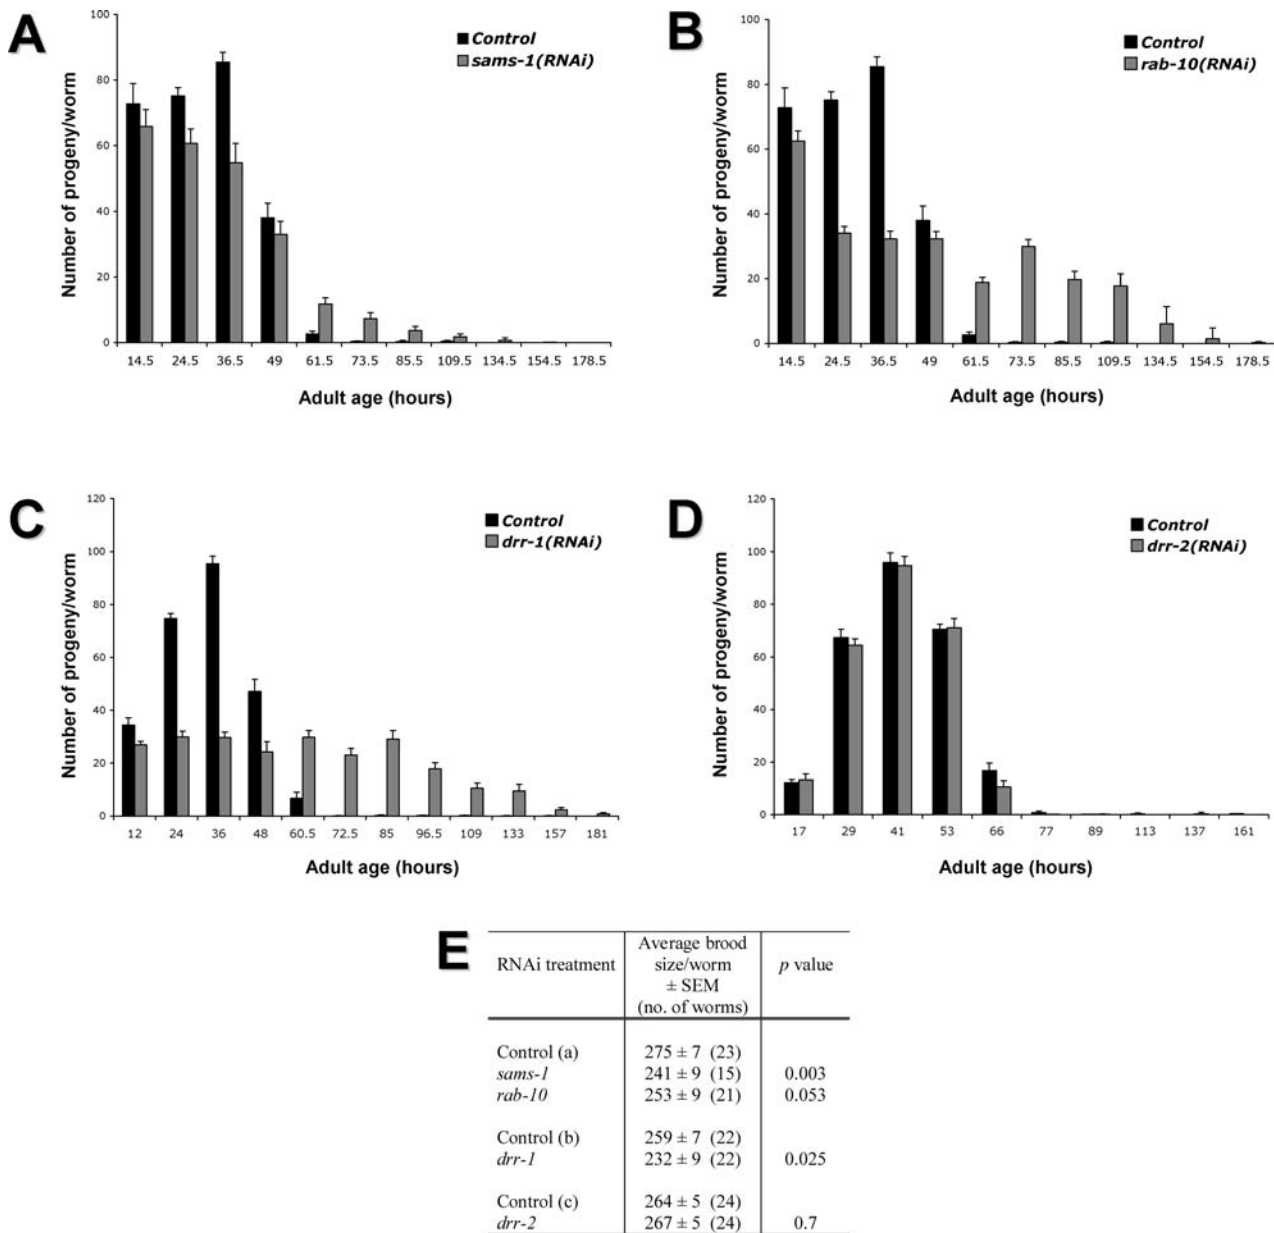 A
100
80
60
40
20
0
Number of progeny/worm
Control
sams-1(RNAi)
14.5 24.5 36.5 49 61.5 73.5 85.5 109.5 134.5 154.5 178.5
Adult age (hours)
B
100
80
60
40
20
0
Number of progeny/worm
Control
rab-10(RNAi)
14.5 24.5 36.5 49 61.5 73.5 85.5 109.5 134.5 154.5 178.5
Adult age (hours)
C
120
100
80
60
40
20
0
Number of progeny/worm
Control
drr-1(RNAi)
12 24 36 48 60.5 72.5 85 96.5 109 133 157 181
Adult age (hours)
D
120
100
80
60
40
20
0
Number of progeny/worm
Control
drr-2(RNAi)
17 29 41 53 66 77 89 113 137 161
Adult age (hours)
E
RNAi treatment
Average brood
size/worm
± SEM
(no. of worms)
p value
Control (a) 275 ± 7 (23)
sams-1 241 ± 9 (15) 0.003
rab-10 253 ± 9 (21) 0.053
Control (b) 259 ± 7 (22)
drr-1 232 ± 9 (22) 0.025
Control (c) 264 ± 5 (24)
drr-2 267 ± 5 (24) 0.7